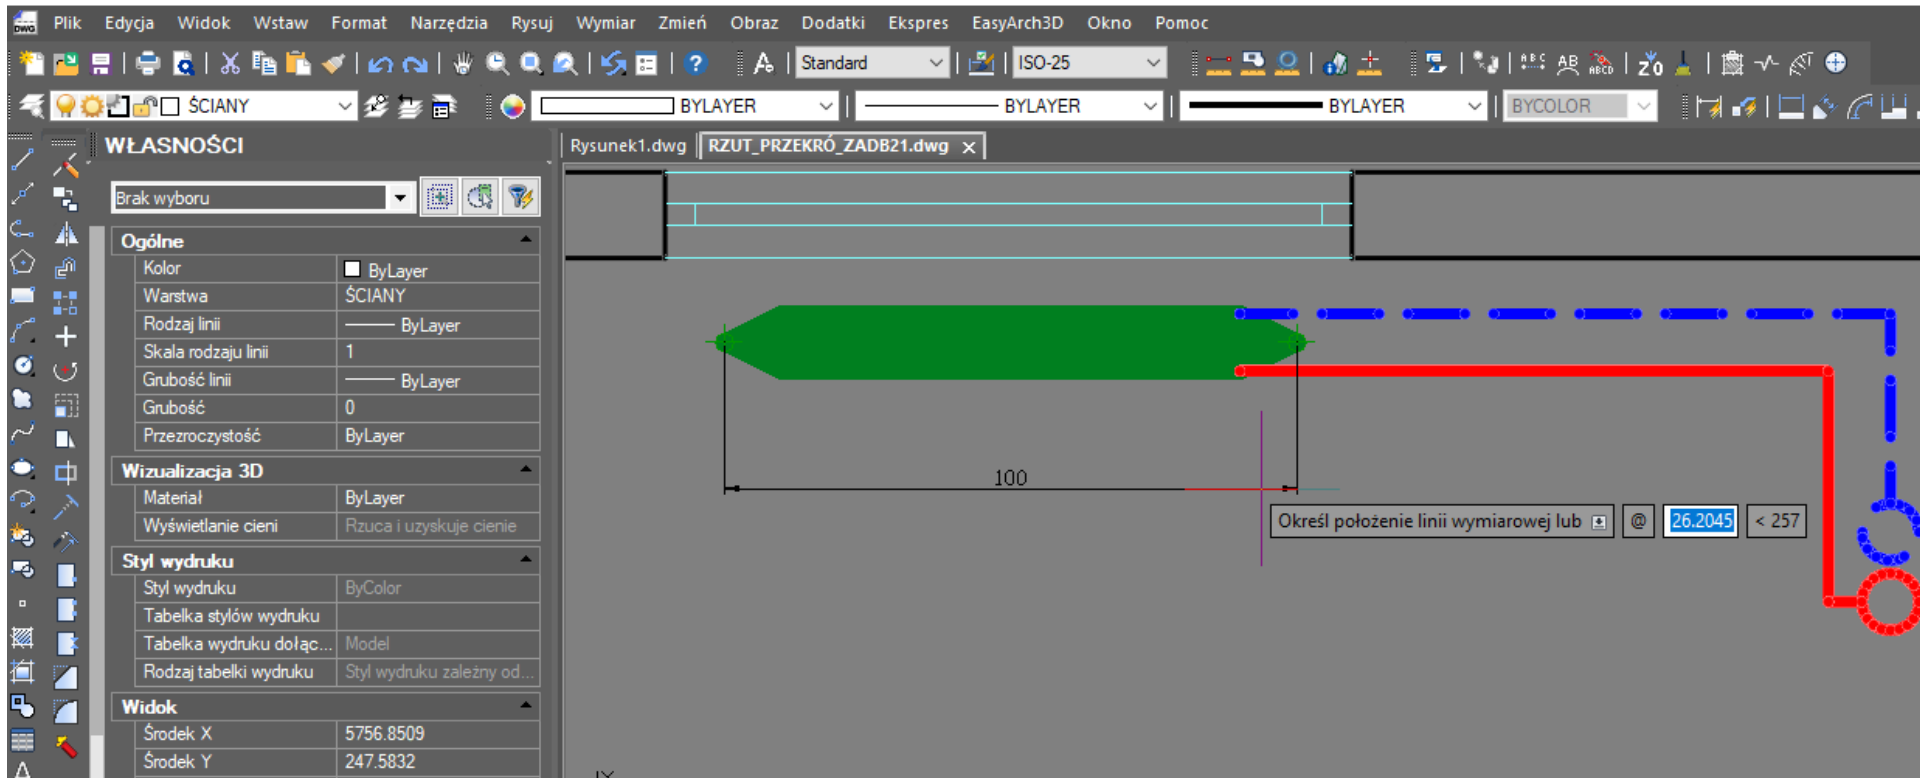 Plik Edycja Widok Wstaw Format Narzędzia Rysuj Wymiar Zmień Obraz Dodatki Ekspres EasyArch3D Okno Pomoc
Standard ISO-25
ŚCIANY BYLAYER BYLAYER BYLAYER BYCOLOR
WŁASNOŚCI
Rysunek1.dwg RZUT_PRZEKRÓ_ZADB21.dwg
Brak wyboru
Ogólne
Kolor ByLayer
Warstwa ŚCIANY
Rodzaj linii ByLayer
Skala rodzaju linii 1
Grubość linii ByLayer
Grubość 0
Przezroczystość ByLayer
Wizualizacja 3D
Materiał ByLayer
Wyświetlanie cieni Rzuca i uzyskuje cienie
Styl wydruku
Styl wydruku ByColor
Tabelka stylów wydruku
Tabelka wydruku dołąc... Model
Rodzaj tabelki wydruku Styl wydruku zależny od...
Widok
Środek X 5756.8509
Środek Y 247.5832
100
Określ położenie linii wymiarowej lub @ 26.2045 < 257